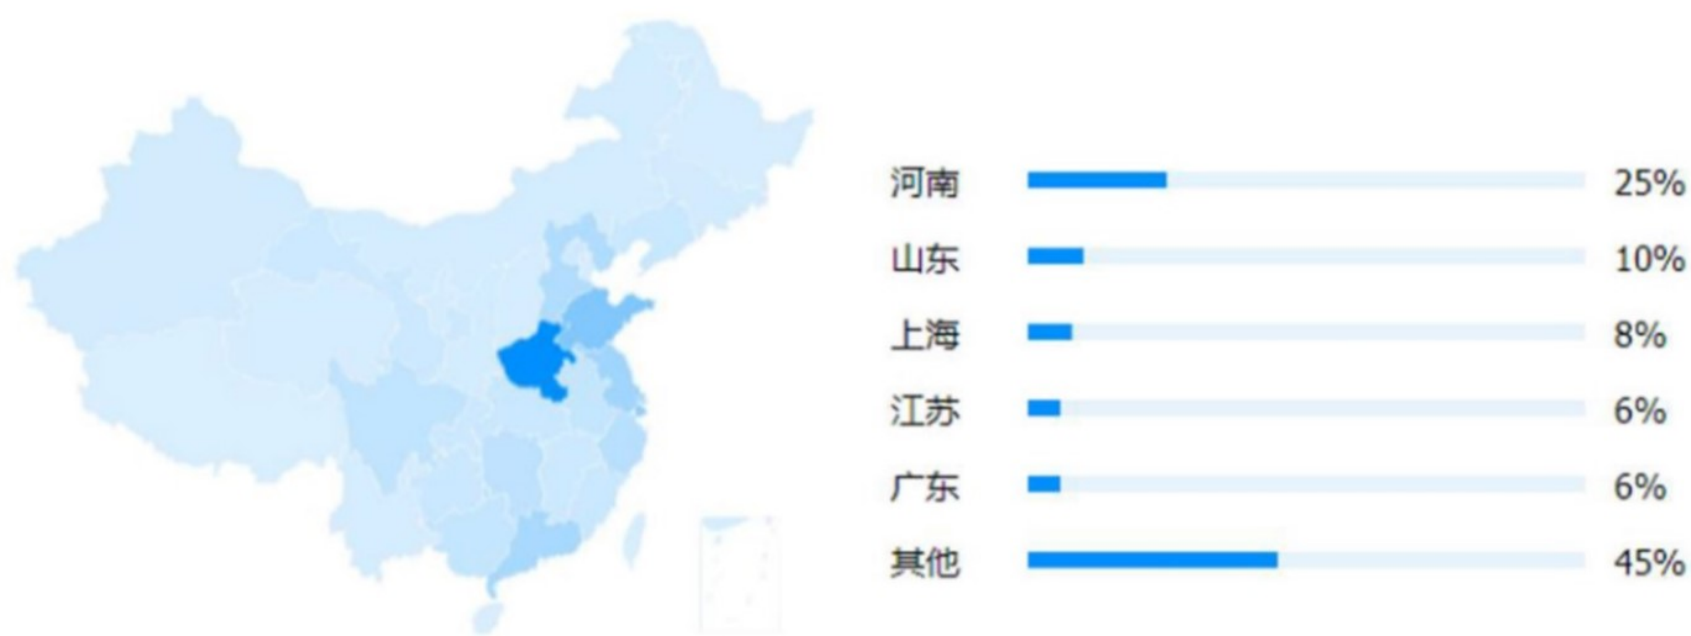 河南 25%
山东 10%
上海 8%
江苏 6%
广东 6%
其他 45%